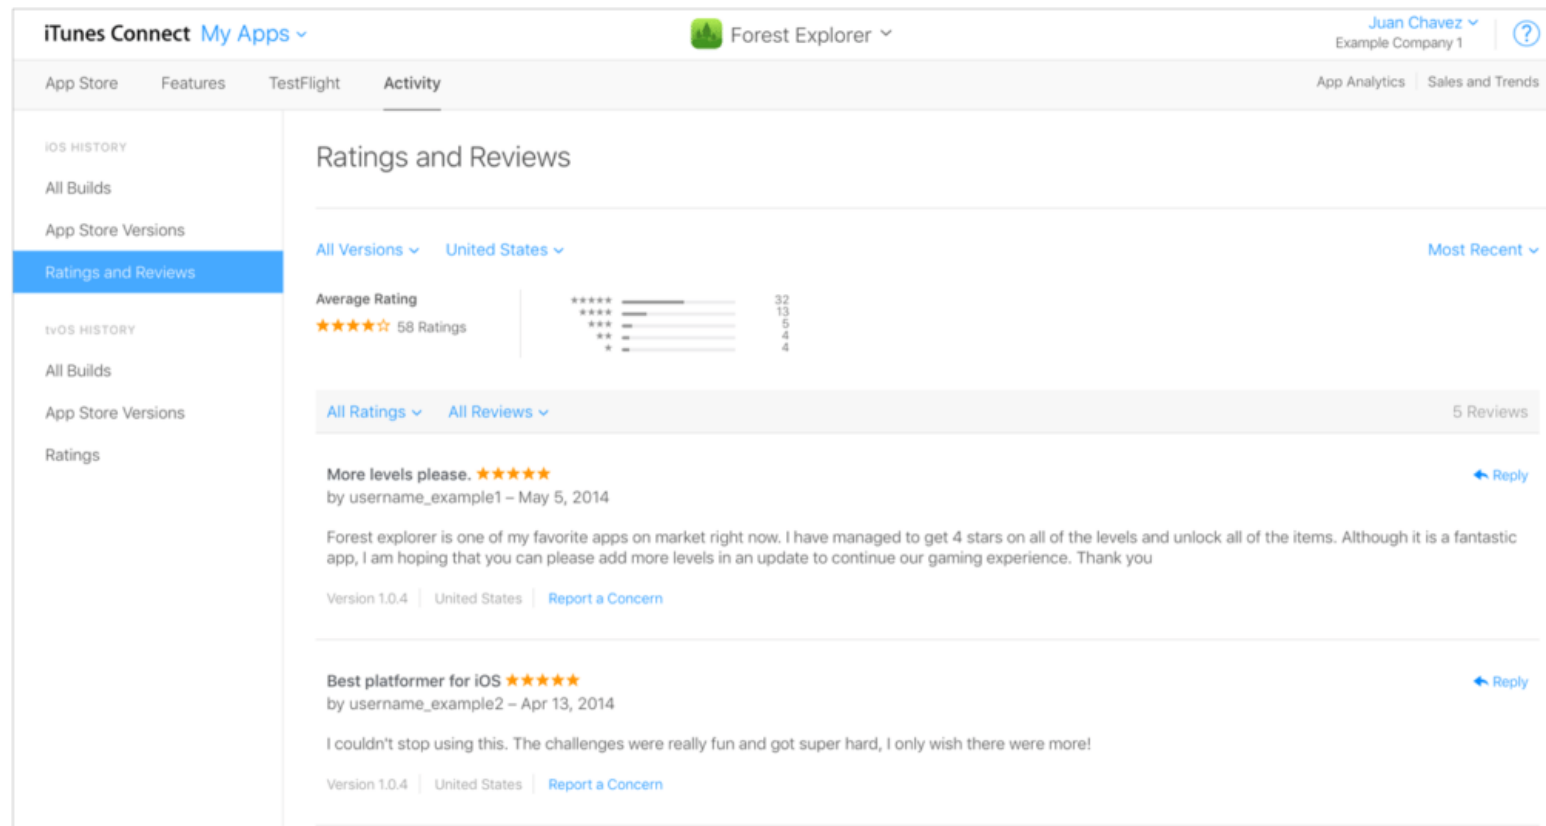 iTunes Connect My Apps
Forest Explorer
Juan Chavez
Example Company 1
?
App Store Features TestFlight Activity
App Analytics Sales and Trends
iOS HISTORY
All Builds
App Store Versions
Ratings and Reviews
tvOS HISTORY
All Builds
App Store Versions
Ratings
Ratings and Reviews
All Versions United States Most Recent
Average Rating
58 Ratings
★★★★★ 32
★★★★ 13
★★★ 5
★★ 4
★ 4
All Ratings All Reviews 5 Reviews
More levels please. ★★★★★ Reply
by username_example1 – May 5, 2014
Forest explorer is one of my favorite apps on market right now. I have managed to get 4 stars on all of the levels and unlock all of the items. Although it is a fantastic
app, I am hoping that you can please add more levels in an update to continue our gaming experience. Thank you
Version 1.0.4 United States Report a Concern
Best platformer for iOS ★★★★★ Reply
by username_example2 – Apr 13, 2014
I couldn't stop using this. The challenges were really fun and got super hard, I only wish there were more!
Version 1.0.4 United States Report a Concern